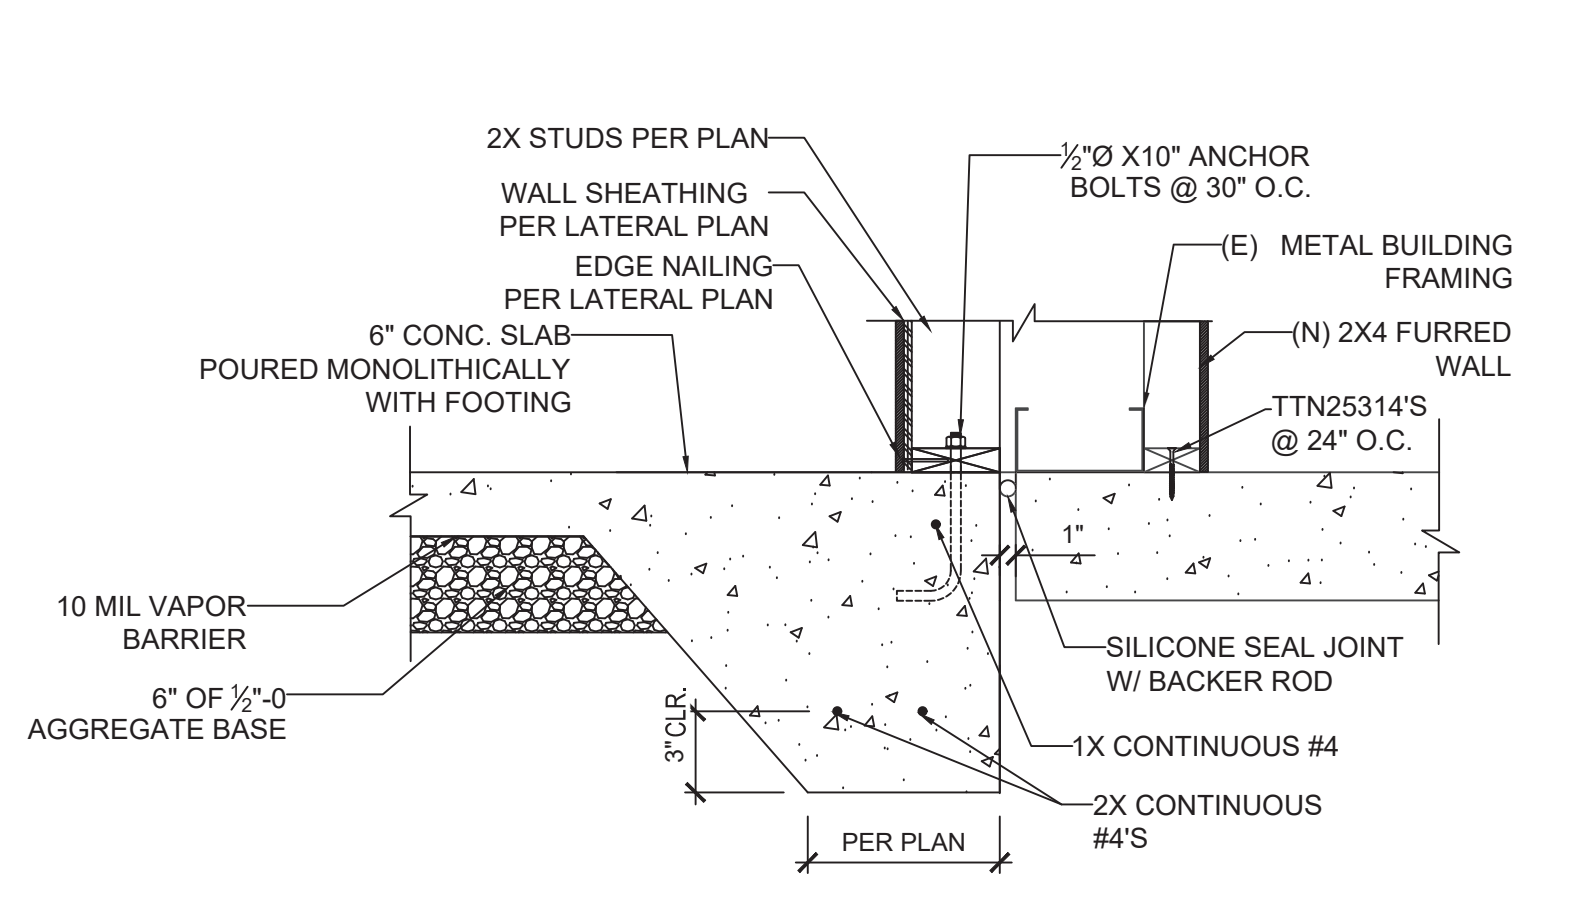 2X STUDS PER PLAN
WALL SHEATHING
PER LATERAL PLAN
EDGE NAILING
PER LATERAL PLAN
6" CONC. SLAB
POURED MONOLITHICALLY
WITH FOOTING
½"Ø X10" ANCHOR
BOLTS @ 30" O.C.
(E) METAL BUILDING
FRAMING
(N) 2X4 FURRED
WALL
TTN25314'S
@ 24" O.C.
1"
10 MIL VAPOR
BARRIER
6" OF ½"-0
AGGREGATE BASE
3" CLR.
SILICONE SEAL JOINT
W/ BACKER ROD
1X CONTINUOUS #4
2X CONTINUOUS
#4'S
PER PLAN